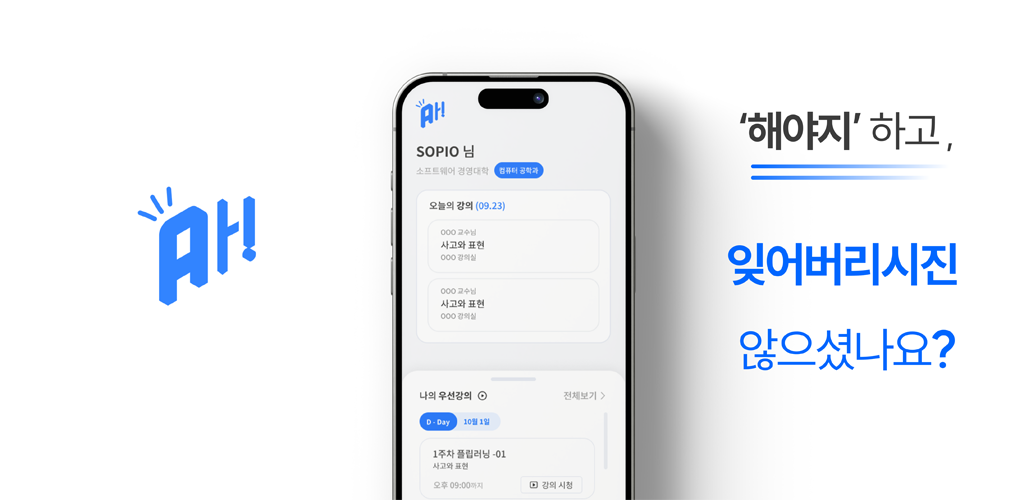 AH!
AH!
SOPIO 님
소프트웨어 경영대학 컴퓨터 공학과
오늘의 강의 (09.23)
OOO 교수님
사고와 표현
OOO 강의실
OOO 교수님
사고와 표현
OOO 강의실
나의 우선강의 전체보기 >
D - Day 10월 1일
1주차 플립러닝 -01
사고와 표현
오후 09:00까지 강의 시청
‘해야지’ 하고,
잊어버리시진
않으셨나요?